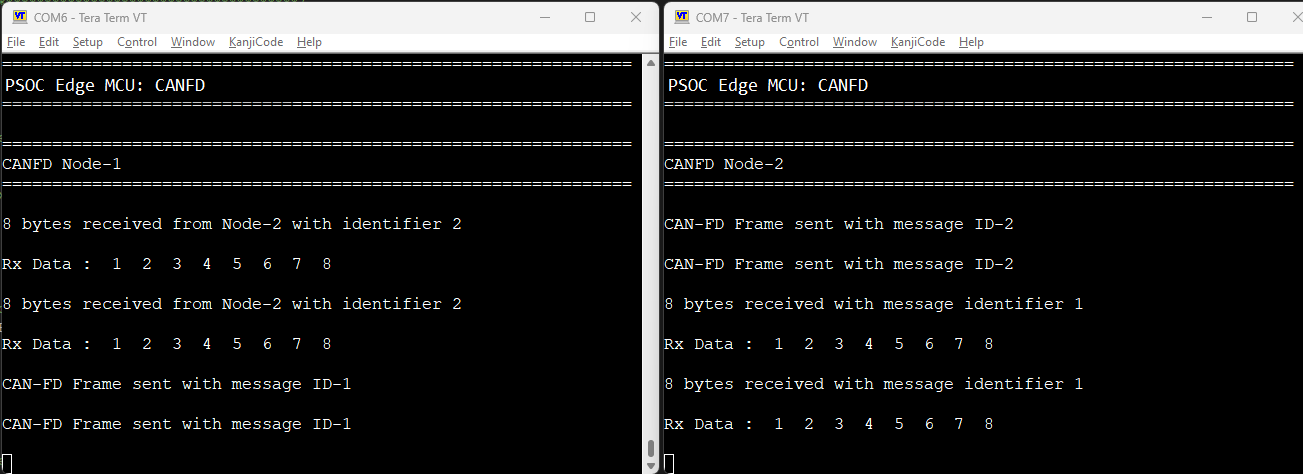 COM6 - Tera Term VT
File Edit Setup Control Window KanjiCode Help
===============================================================
PSOC Edge MCU: CANFD
===============================================================
===============================================================
CANFD Node-1
===============================================================
8 bytes received from Node-2 with identifier 2
Rx Data :  1  2  3  4  5  6  7  8
8 bytes received from Node-2 with identifier 2
Rx Data :  1  2  3  4  5  6  7  8
CAN-FD Frame sent with message ID-1
CAN-FD Frame sent with message ID-1
COM7 - Tera Term VT
File Edit Setup Control Window KanjiCode Help
===============================================================
PSOC Edge MCU: CANFD
===============================================================
===============================================================
CANFD Node-2
===============================================================
CAN-FD Frame sent with message ID-2
CAN-FD Frame sent with message ID-2
8 bytes received with message identifier 1
Rx Data :  1  2  3  4  5  6  7  8
8 bytes received with message identifier 1
Rx Data :  1  2  3  4  5  6  7  8